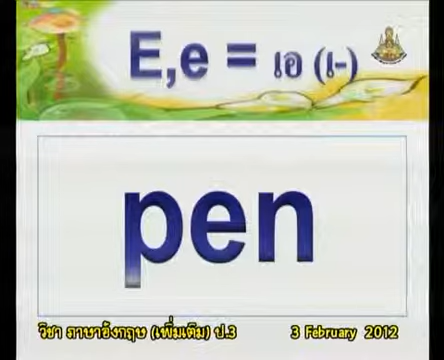 E,e = เอ (เ-)
pen
วิชา ภาษาอังกฤษ (เพิ่มเติม) ป.3 3 February 2012